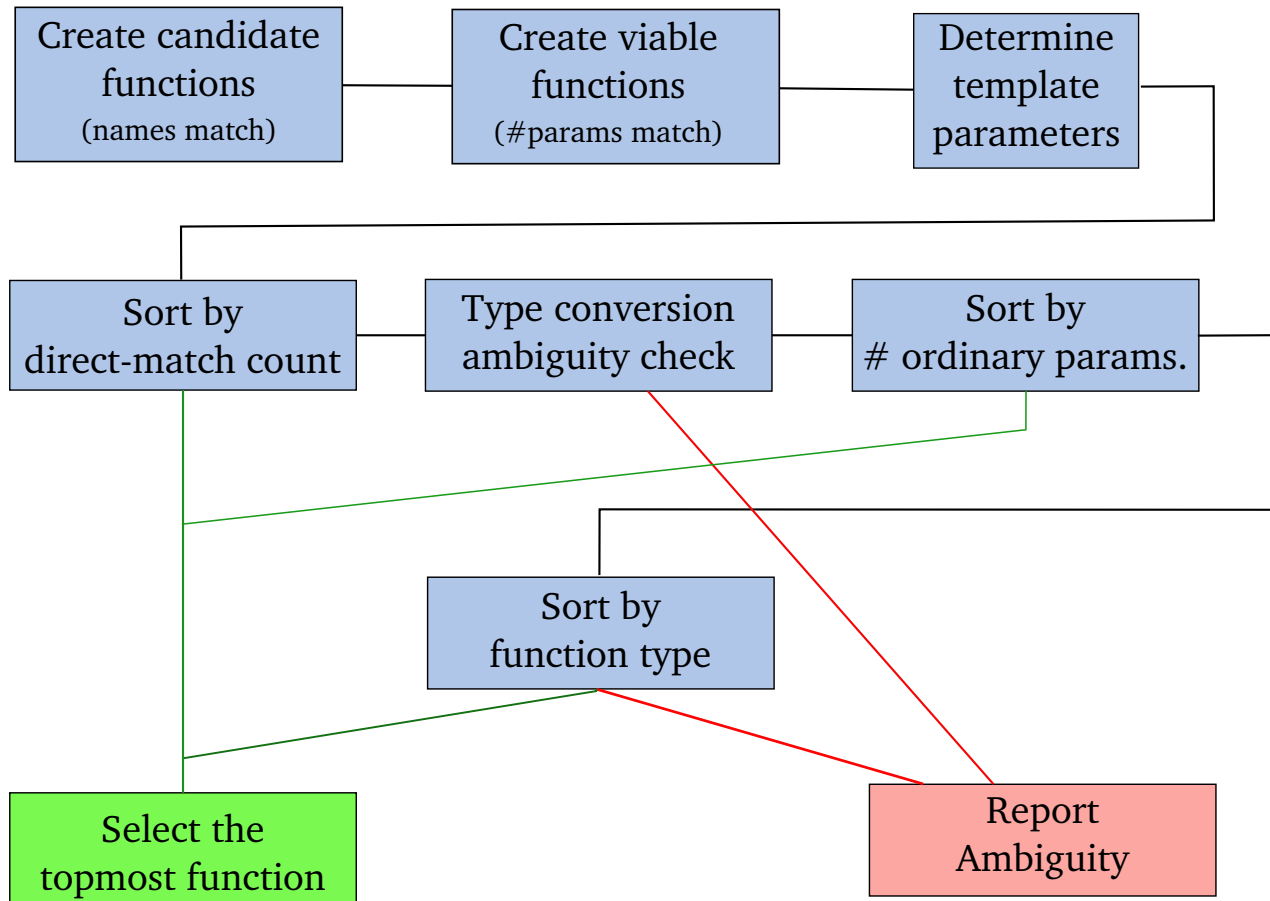 Create candidate
functions
(names match)
Create viable
functions
(#params match)
Determine
template
parameters
Sort by
direct-match count
Type conversion
ambiguity check
Sort by
# ordinary params.
Sort by
function type
Select the
topmost function
Report
Ambiguity